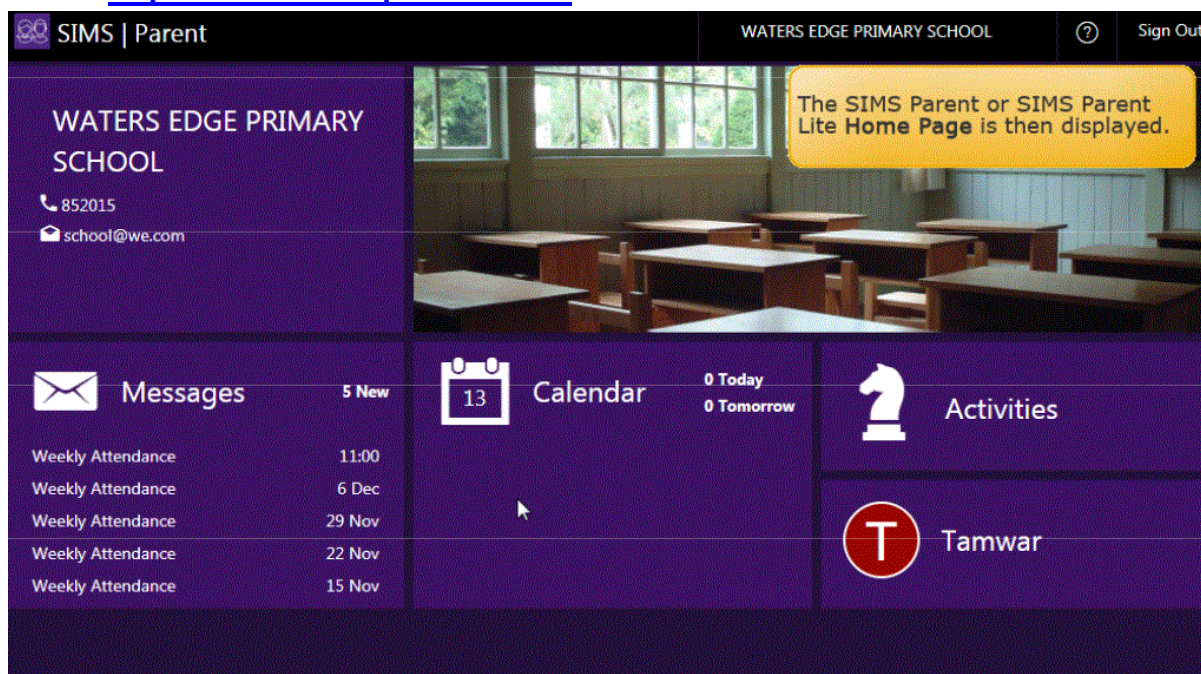 SIMS | Parent
WATERS EDGE PRIMARY SCHOOL
?
Sign Out
WATERS EDGE PRIMARY
SCHOOL
852015
school@we.com
The SIMS Parent or SIMS Parent
Lite Home Page is then displayed.
Messages
5 New
Weekly Attendance 11:00
Weekly Attendance 6 Dec
Weekly Attendance 29 Nov
Weekly Attendance 22 Nov
Weekly Attendance 15 Nov
13
Calendar
0 Today
0 Tomorrow
Activities
T
Tamwar